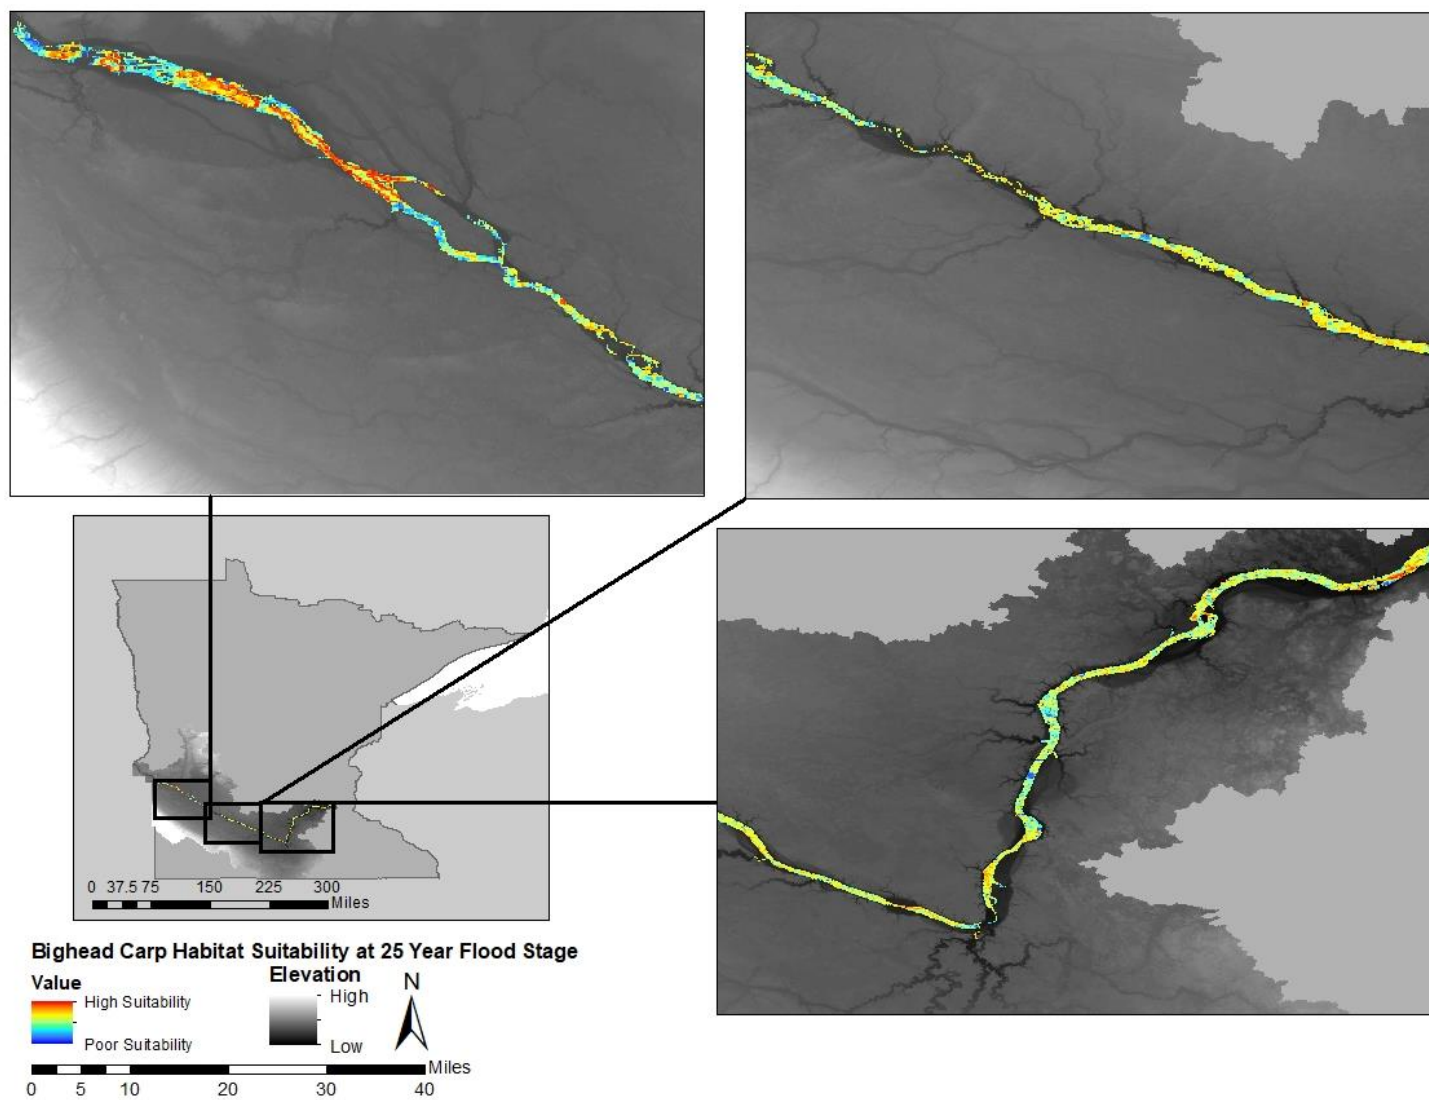 0 37.5 75 150 225 300
Miles
Bighead Carp Habitat Suitability at 25 Year Flood Stage
Value
High Suitability
Poor Suitability
Elevation
High
Low
N
Miles
0 5 10 20 30 40